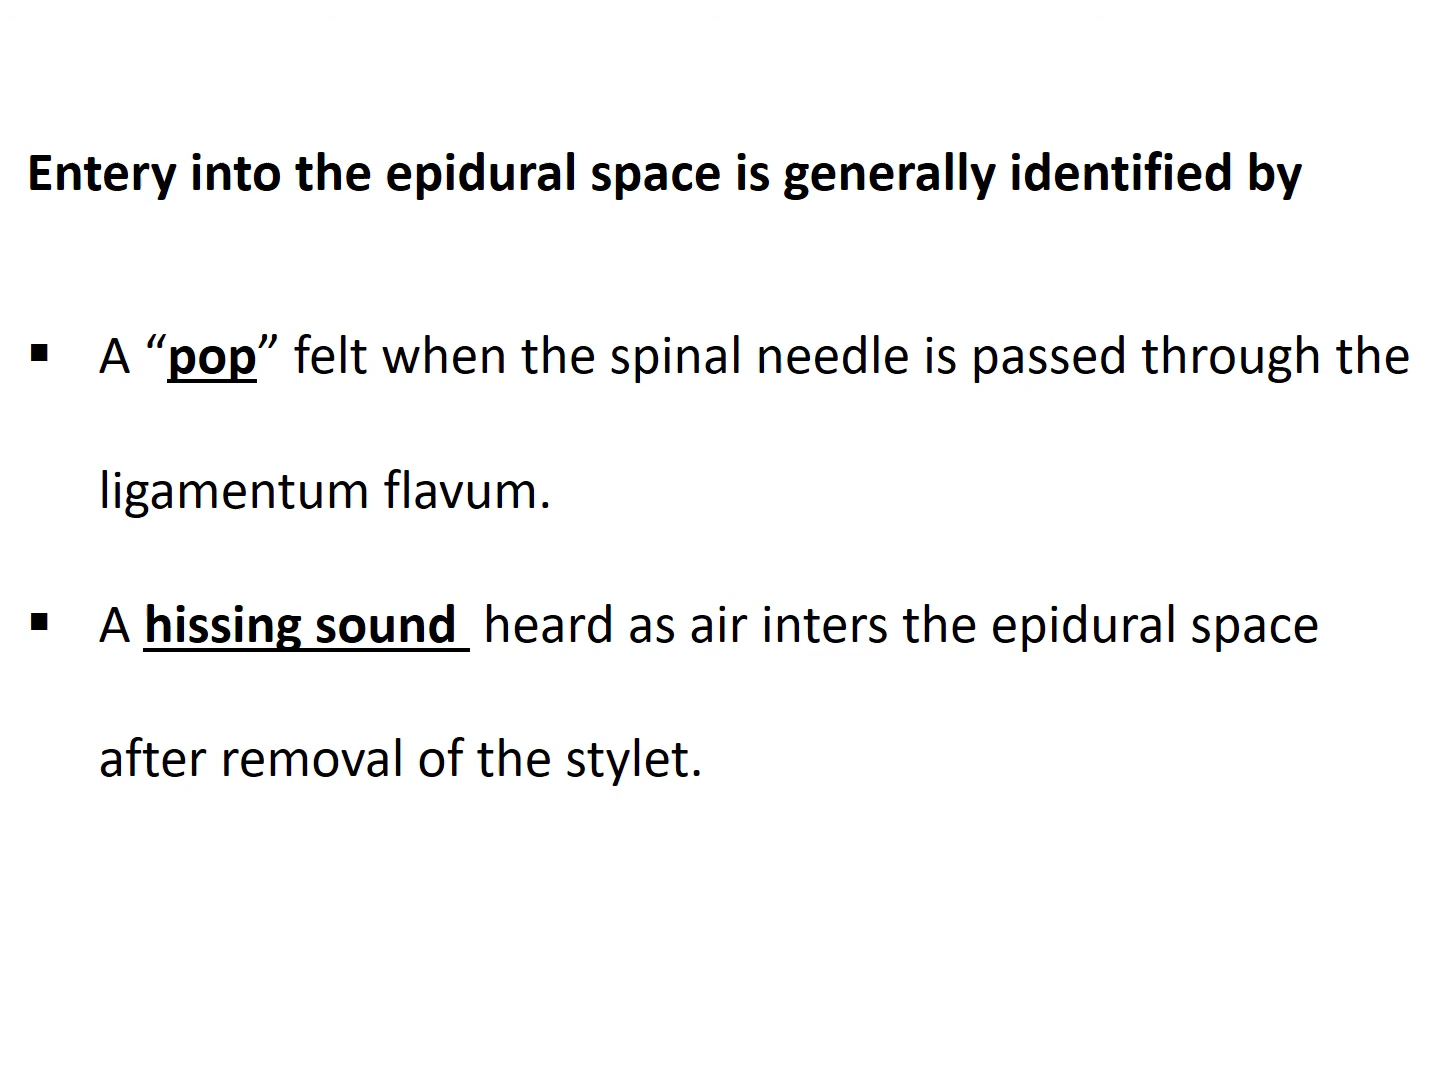 Entery into the epidural space is generally identified by
▪ A “pop” felt when the spinal needle is passed through the
ligamentum flavum.
▪ A hissing sound heard as air inters the epidural space
after removal of the stylet.